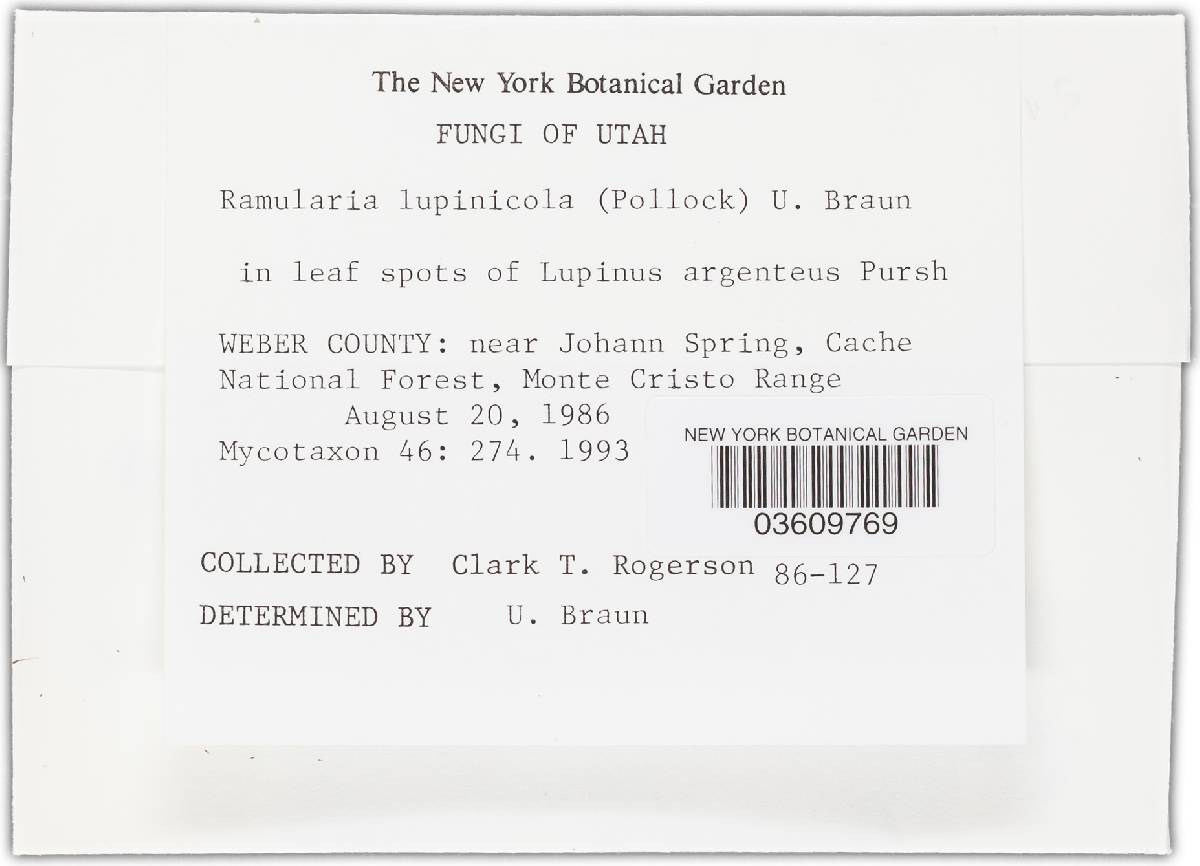 The New York Botanical Garden
FUNGI OF UTAH
Ramularia lupinicola (Pollock) U. Braun
in leaf spots of Lupinus argenteus Pursh
WEBER COUNTY: near Johann Spring, Cache
National Forest, Monte Cristo Range
August 20, 1986
Mycotaxon 46: 274. 1993
NEW YORK BOTANICAL GARDEN
03609769
COLLECTED BY Clark T. Rogerson 86-127
DETERMINED BY U. Braun